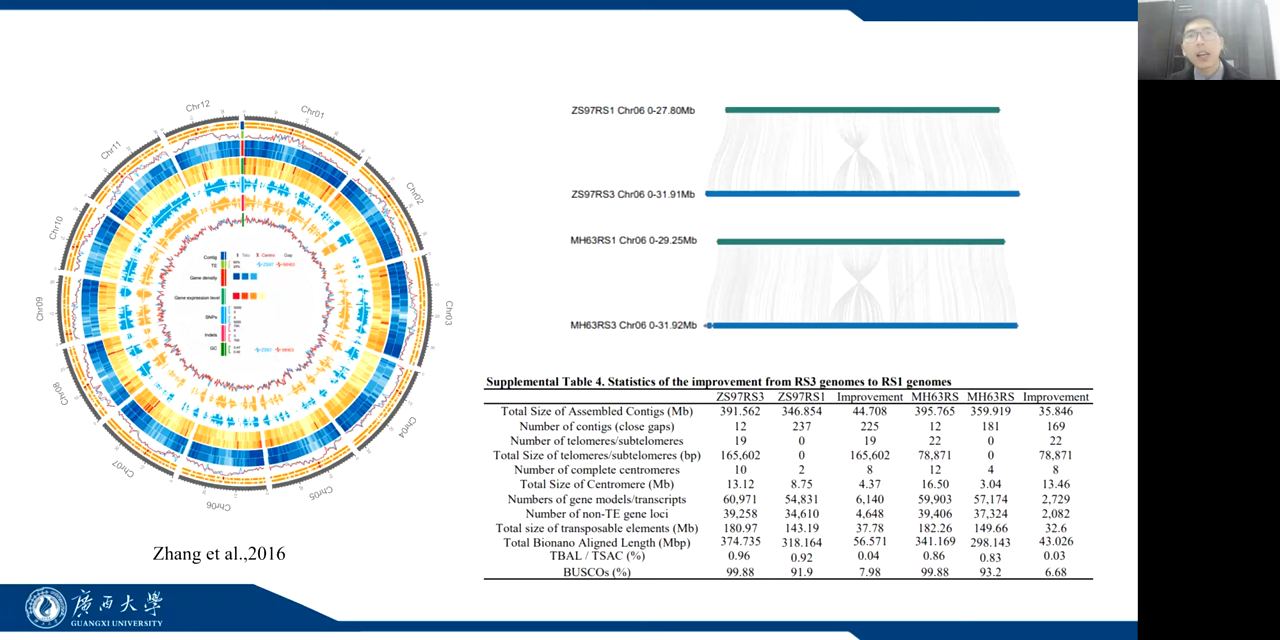 Chr12
Chr01
Chr11
Chr02
Chr10
Chr09
Chr03
Chr08
Chr04
Chr07
Chr05
Chr06
Contig
TE
Gene density
Gene expression level
SNPs
Indels
GC
Zhang et al.,2016
ZS97RS1 Chr06 0-27.80Mb
ZS97RS3 Chr06 0-31.91Mb
MH63RS1 Chr06 0-29.25Mb
MH63RS3 Chr06 0-31.92Mb
Supplemental Table 4. Statistics of the improvement from RS3 genomes to RS1 genomes
ZS97RS3 ZS97RS1 Improvement MH63RS MH63RS Improvement
Total Size of Assembled Contigs (Mb) 391.562 346.854 44.708 395.765 359.919 35.846
Number of contigs (close gaps) 12 237 225 12 181 169
Number of telomeres/subtelomeres 19 0 19 22 0 22
Total Size of telomeres/subtelomeres (bp) 165,602 0 165,602 78,871 0 78,871
Number of complete centromeres 10 2 8 12 4 8
Total Size of Centromere (Mb) 13.12 8.75 4.37 16.50 3.04 13.46
Numbers of gene models/transcripts 60,971 54,831 6,140 59,903 57,174 2,729
Number of non-TE gene loci 39,258 34,610 4,648 39,406 37,324 2,082
Total size of transposable elements (Mb) 180.97 143.19 37.78 182.26 149.66 32.6
Total Bionano Aligned Length (Mbp) 374.735 318.164 56.571 341.169 298.143 43.026
TBAL / TSAC (%) 0.96 0.92 0.04 0.86 0.83 0.03
BUSCOs (%) 99.88 91.9 7.98 99.88 93.2 6.68
廣西大學
GUANGXI UNIVERSITY